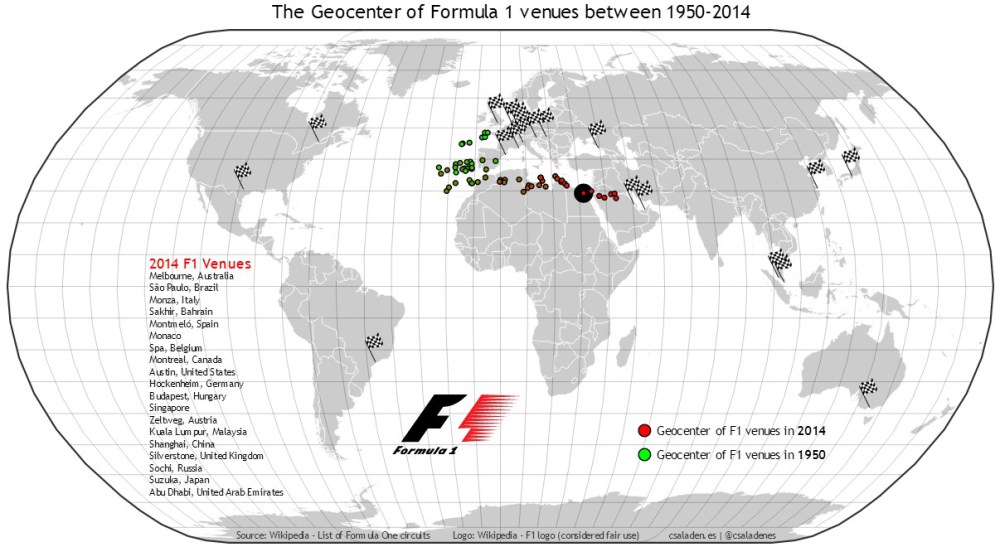 The Geocenter of Formula 1 venues between 1950-2014
2014 F1 Venues
Melbourne, Australia
São Paulo, Brazil
Monza, Italy
Sakhir, Bahrain
Montmeló, Spain
Monaco
Spa, Belgium
Montreal, Canada
Austin, United States
Hockenheim, Germany
Budapest, Hungary
Singapore
Zeltweg, Austria
Kuala Lumpur, Malaysia
Shanghai, China
Silverstone, United Kingdom
Sochi, Russia
Suzuka, Japan
Abu Dhabi, United Arab Emirates
F1
Formula 1
Geocenter of F1 venues in 2014
Geocenter of F1 venues in 1950
Source: Wikipedia - List of Formula One circuits Logo: Wikipedia - F1 logo (considered fair use) csaladen.es | @csaladenes